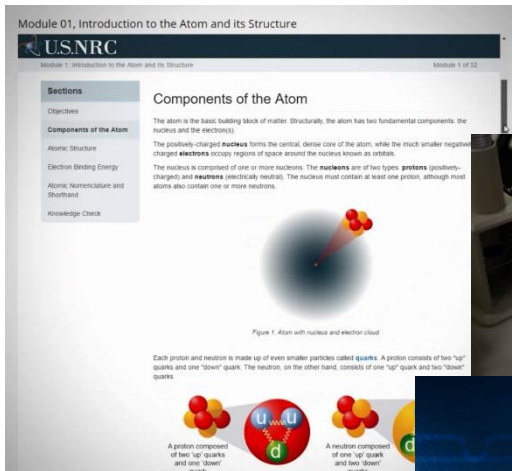 Module 01, Introduction to the Atom and its Structure
U.S.NRC
Module 1: Introduction to the Atom and its Structure
Module 1 of 32
Sections
Objectives
Components of the Atom
Atomic Structure
Electron Binding Energy
Atomic Nomenclature and
Shorthand
Knowledge Check
Components of the Atom
The atom is the basic building block of matter. Structurally, the atom has two fundamental components: the
nucleus and the electron(s).
The positively-charged nucleus forms the central, dense core of the atom, while the much smaller negatively
charged electrons occupy regions of space around the nucleus known as orbitals.
The nucleus is comprised of one or more nucleons. The nucleons are of two types: protons (positively-
charged) and neutrons (electrically neutral). The nucleus must contain at least one proton, although most
atoms also contain one or more neutrons.
Figure 1. Atom with nucleus and electron cloud
Each proton and neutron is made up of even smaller particles called quarks. A proton consists of two "up"
quarks and one "down" quark. The neutron, on the other hand, consists of one "up" quark and two "down"
quarks
u u
d
d
A proton composed
of two 'up' quarks
and one 'down'
A neutron composed
of one 'up' quark
and two 'down'